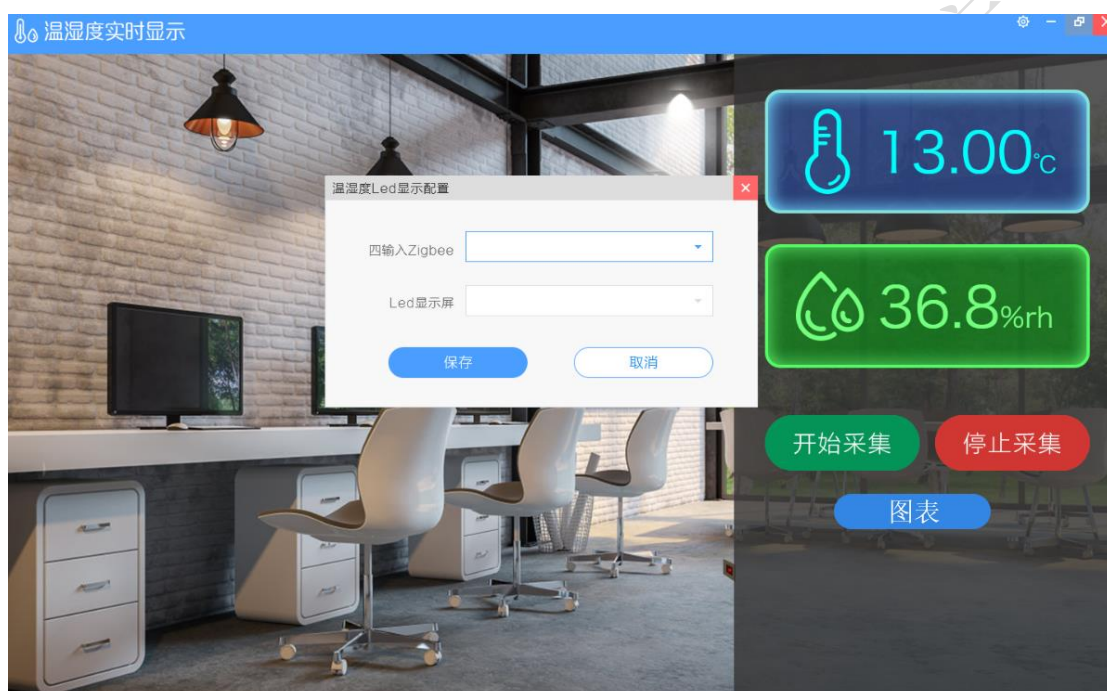 温湿度实时显示
13.00℃
温湿度Led显示配置
四输入Zigbee
36.8%rh
Led显示屏
保存
取消
开始采集
停止采集
图表